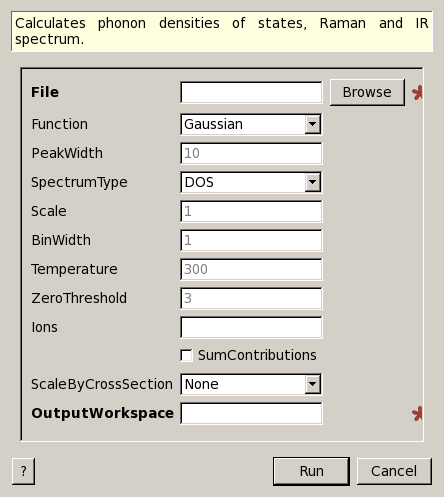 Calculates phonon densities of states, Raman and IR
spectrum.
File Browse
Function Gaussian
PeakWidth 10
SpectrumType DOS
Scale 1
BinWidth 1
Temperature 300
ZeroThreshold 3
Ions
SumContributions
ScaleByCrossSection None
OutputWorkspace
? Run Cancel